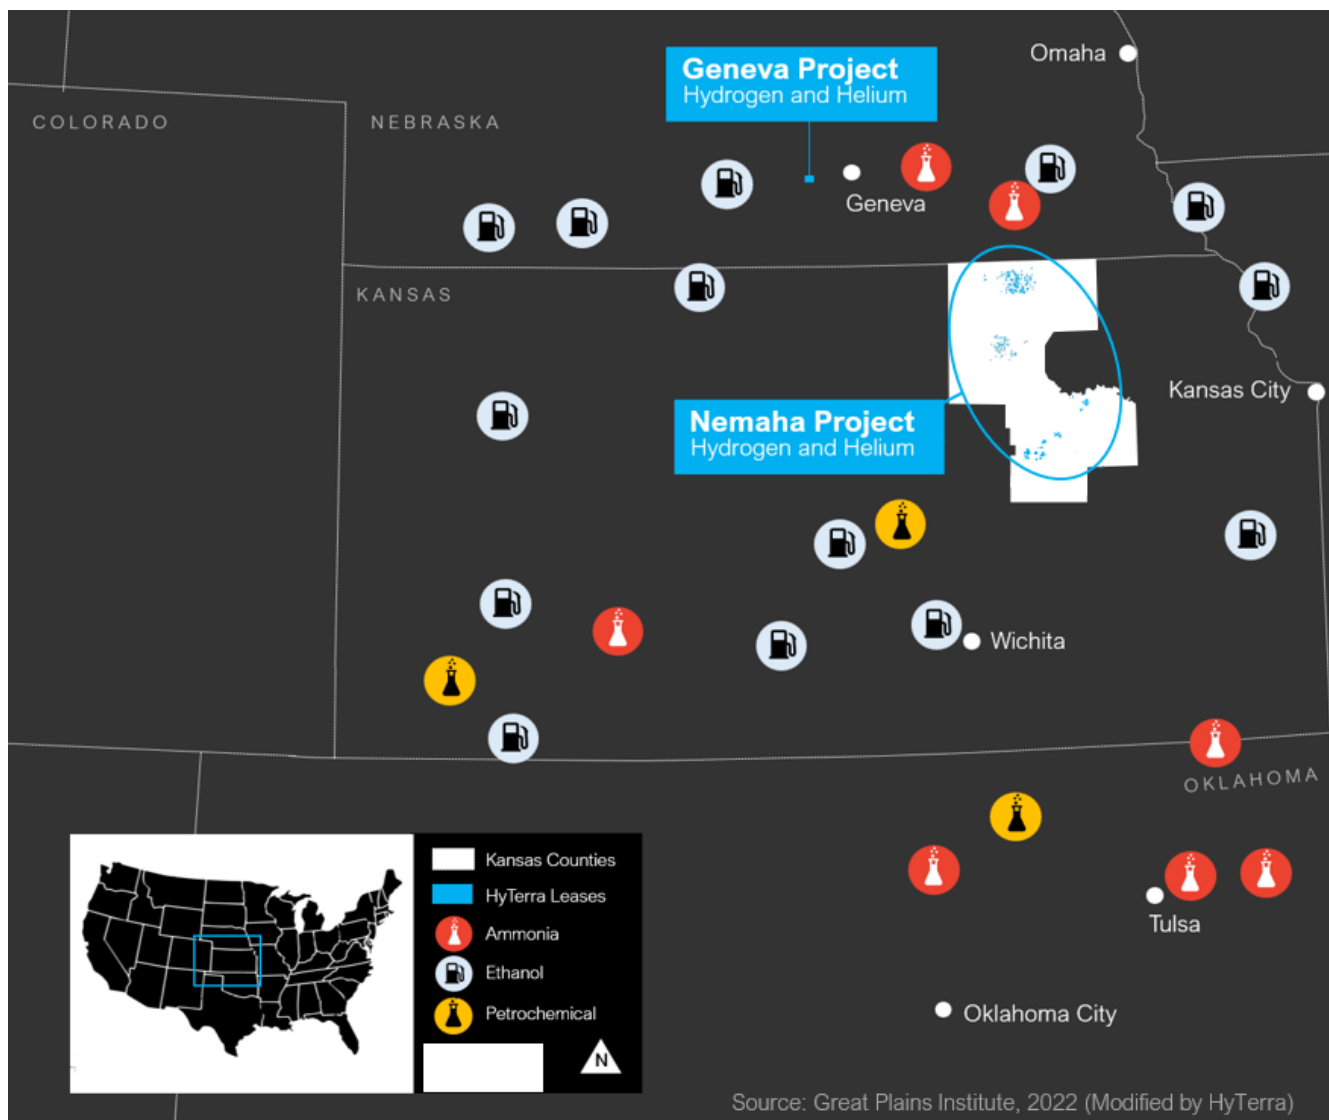 Omaha
Geneva Project
Hydrogen and Helium
COLORADO
NEBRASKA
Geneva
KANSAS
Kansas City
Nemaha Project
Hydrogen and Helium
Wichita
OKLAHOMA
Kansas Counties
HyTerra Leases
Ammonia
Ethanol
Petrochemical
N
Tulsa
Oklahoma City
Source: Great Plains Institute, 2022 (Modified by HyTerra)